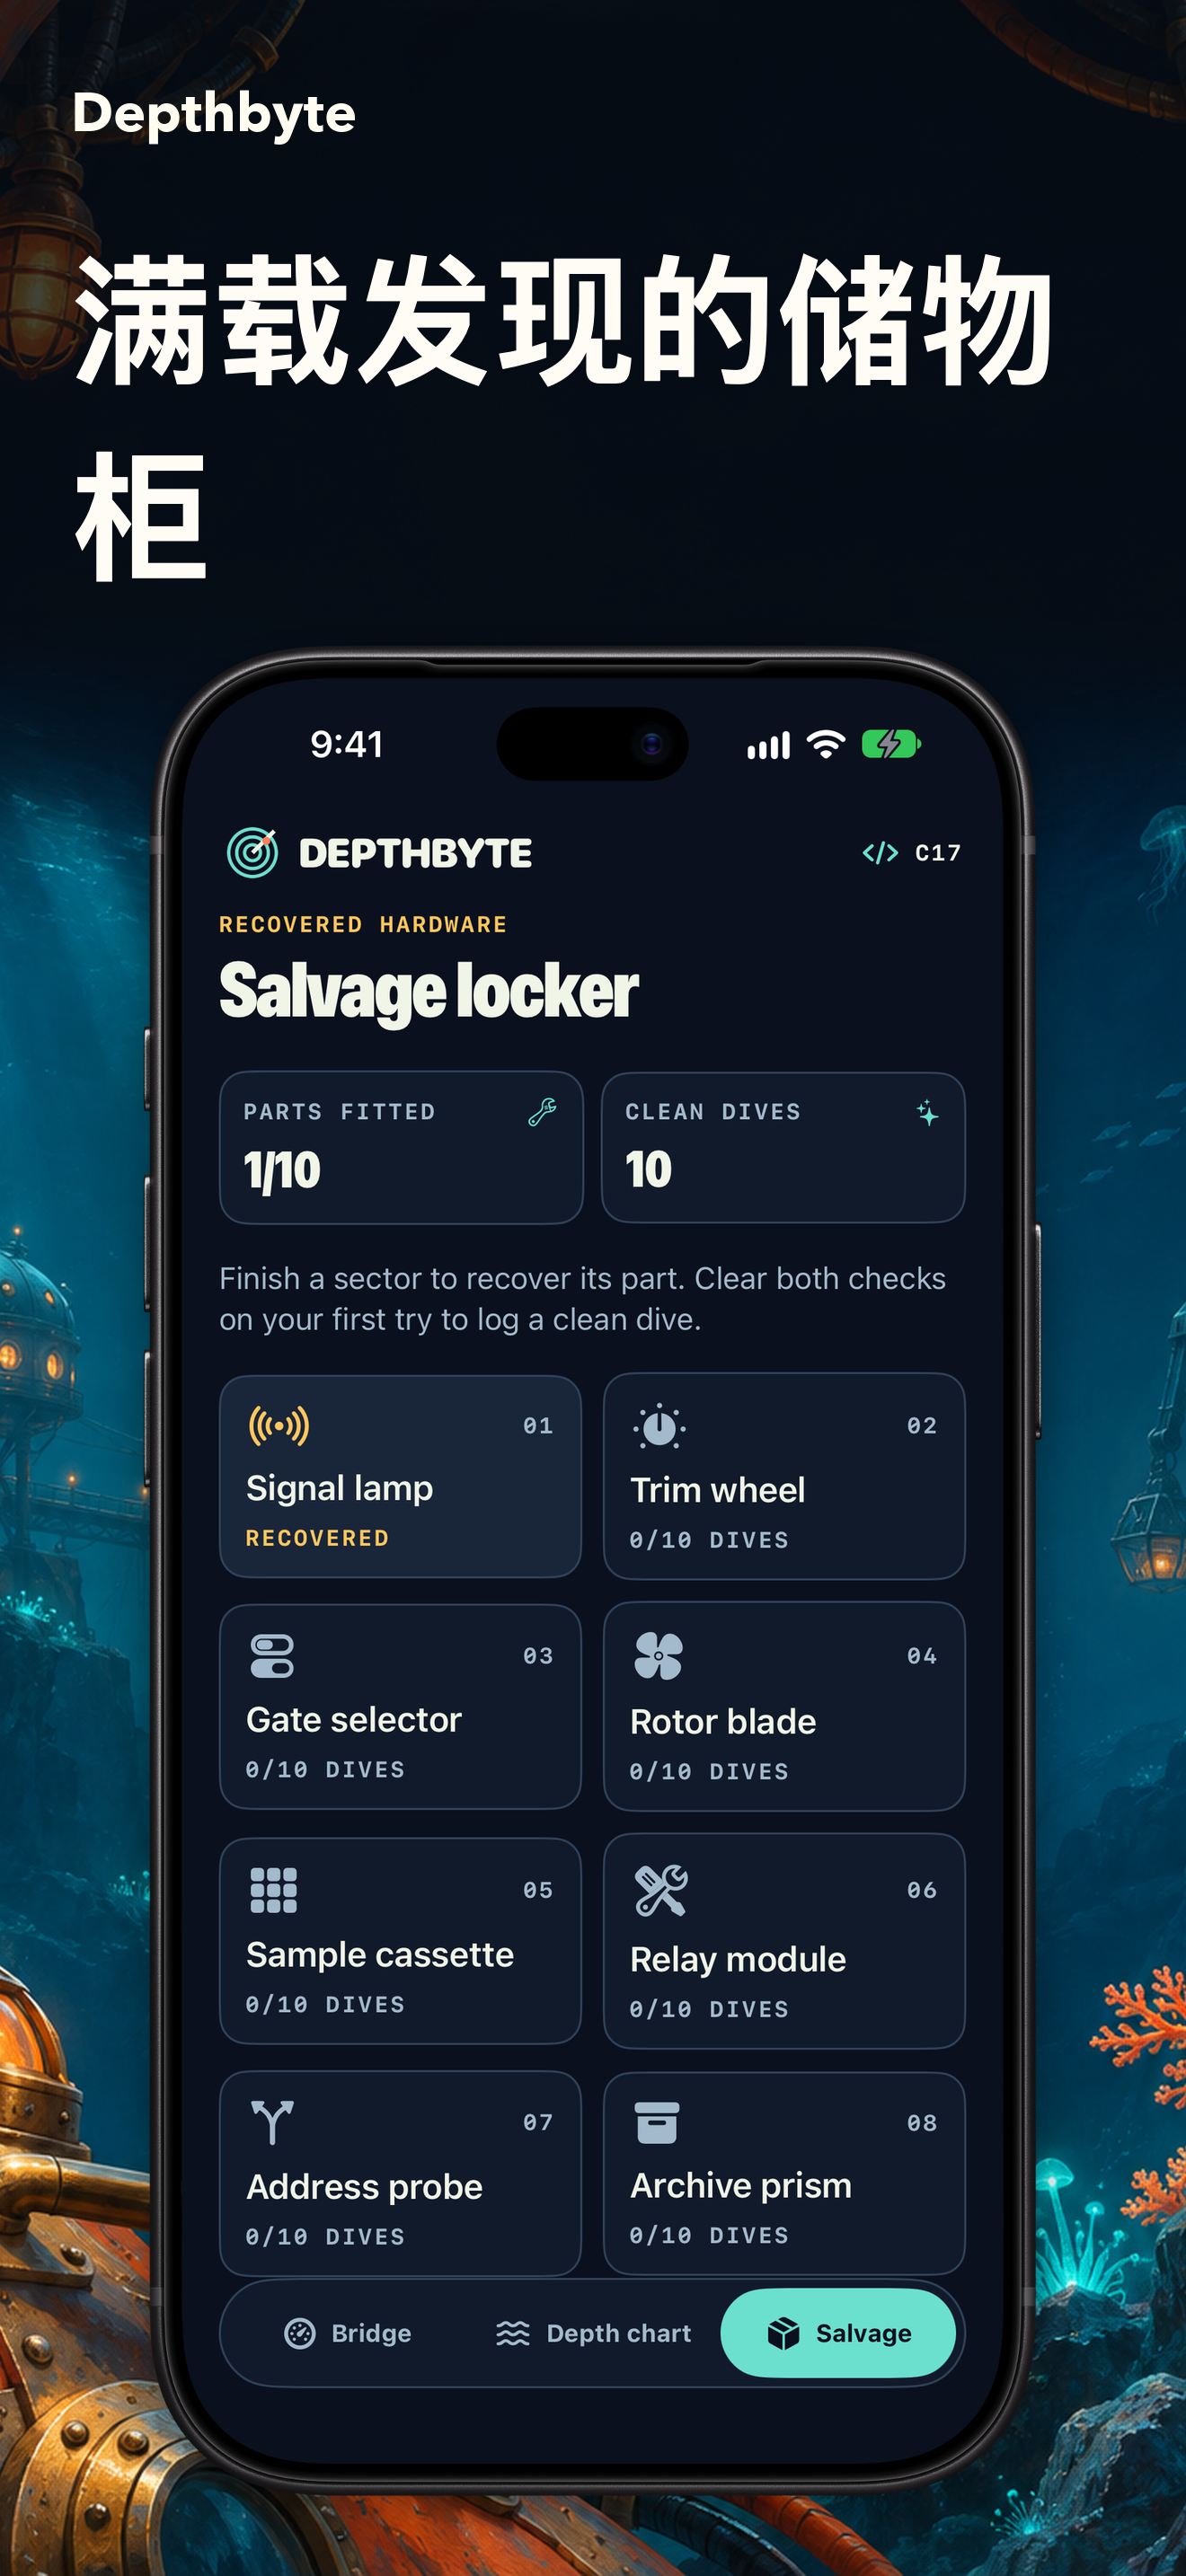 Depthbyte
满载发现的储物
柜
9:41
DEPTHBYTE
</> C17
RECOVERED HARDWARE
Salvage locker
PARTS FITTED
1/10
CLEAN DIVES
10
Finish a sector to recover its part. Clear both checks
on your first try to log a clean dive.
01
Signal lamp
RECOVERED
02
Trim wheel
0/10 DIVES
03
Gate selector
0/10 DIVES
04
Rotor blade
0/10 DIVES
05
Sample cassette
0/10 DIVES
06
Relay module
0/10 DIVES
07
Address probe
0/10 DIVES
08
Archive prism
0/10 DIVES
Bridge
Depth chart
Salvage